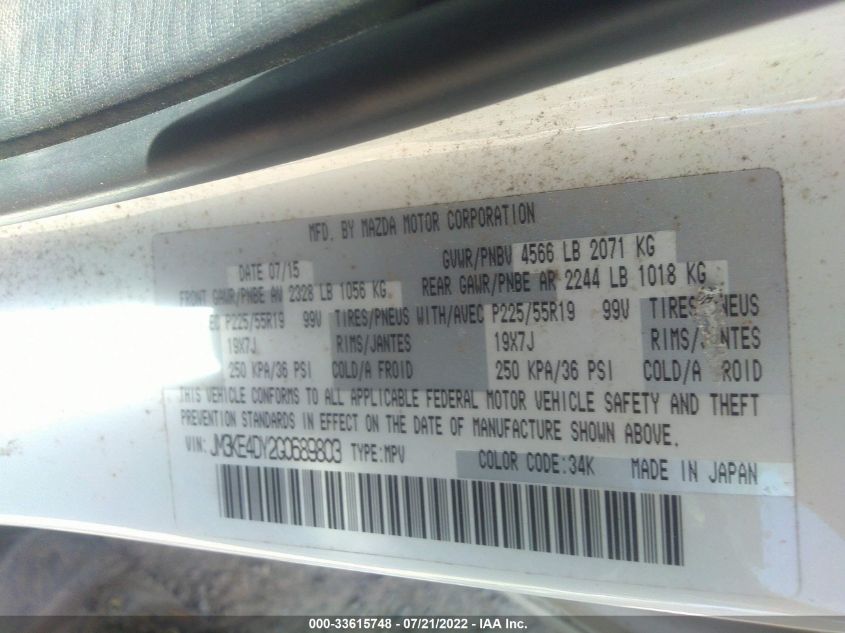 MFD. BY MAZDA MOTOR CORPORATION
DATE 07/15 GVWR/PNBV 4566 LB 2071 KG
FRONT GAWR/PNBE AV 2328 LB 1056 KG REAR GAWR/PNBE AR 2244 LB 1018 KG
EC P225/55R19 99V TIRES/PNEUS WITH/AVEC P225/55R19 99V TIRES/PNEUS
19X7J RIMS/JANTES 19X7J RIMS/JANTES
250 KPA/36 PSI COLD/A FROID 250 KPA/36 PSI COLD/A FROID
THIS VEHICLE CONFORMS TO ALL APPLICABLE FEDERAL MOTOR VEHICLE SAFETY AND THEFT
PREVENTION STANDARDS IN EFFECT ON THE DATE OF MANUFACTURE SHOWN ABOVE.
VIN: JM3KE4DY2G0689803 TYPE:MPV COLOR CODE:34K MADE IN JAPAN
000-33615748 - 07/21/2022 - IAA Inc.